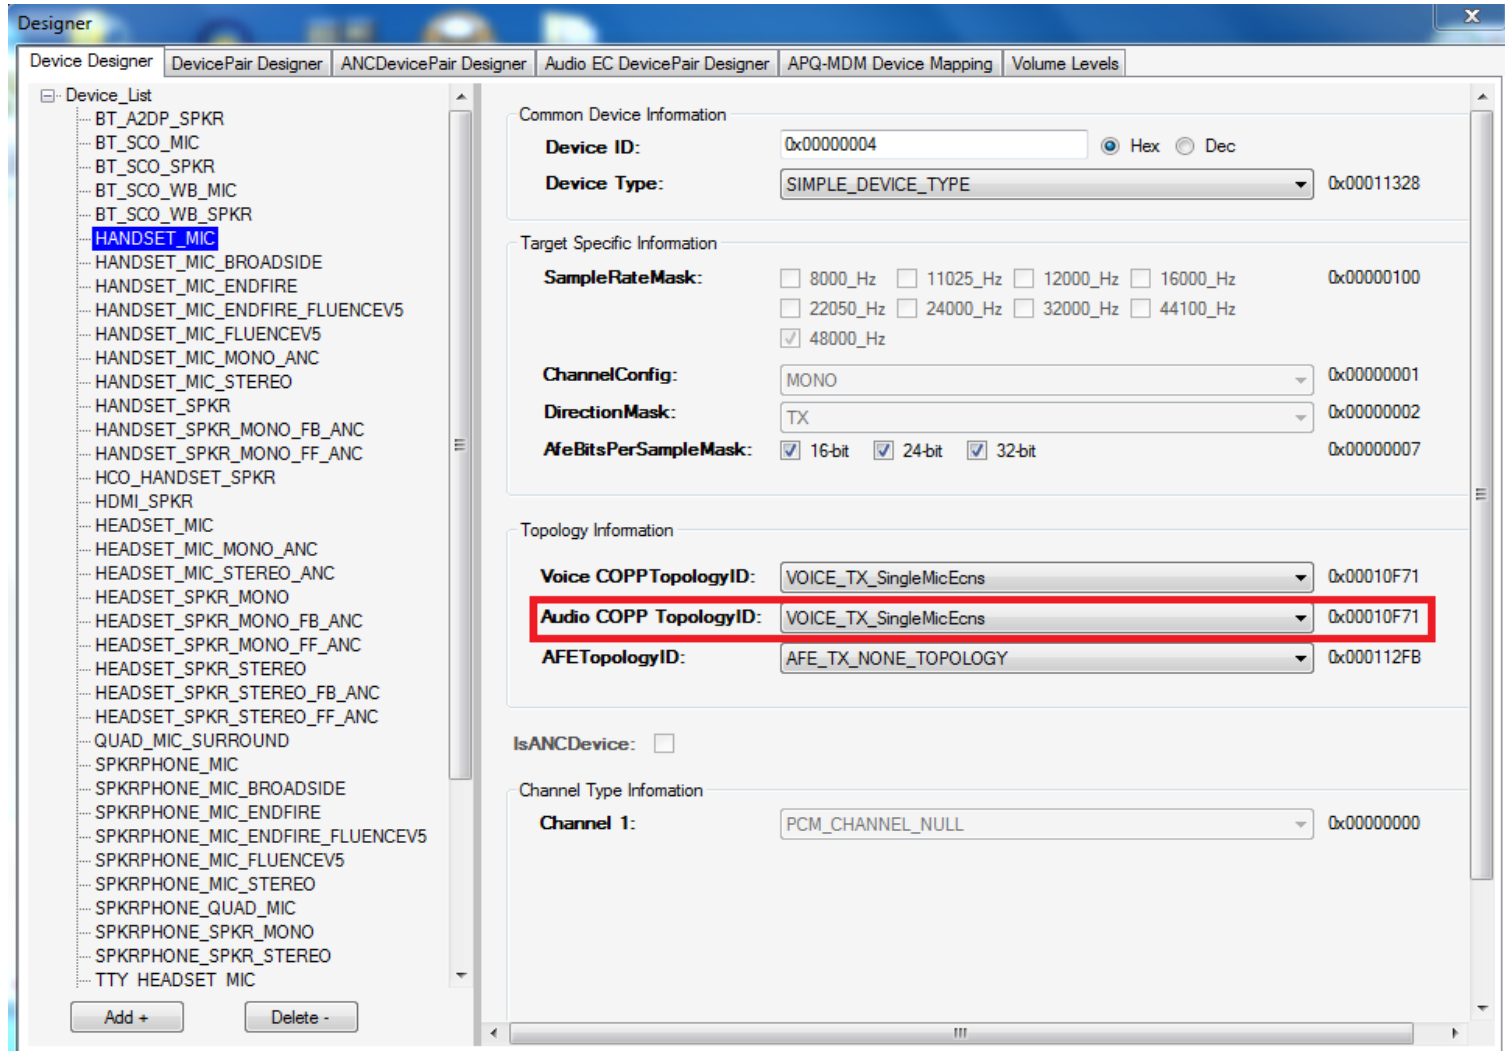 Designer
X
Device Designer DevicePair Designer ANCDevicePair Designer Audio EC DevicePair Designer APQ-MDM Device Mapping Volume Levels
Device_List
BT_A2DP_SPKR
BT_SCO_MIC
BT_SCO_SPKR
BT_SCO_WB_MIC
BT_SCO_WB_SPKR
HANDSET_MIC
HANDSET_MIC_BROADSIDE
HANDSET_MIC_ENDFIRE
HANDSET_MIC_ENDFIRE_FLUENCEV5
HANDSET_MIC_FLUENCEV5
HANDSET_MIC_MONO_ANC
HANDSET_MIC_STEREO
HANDSET_SPKR
HANDSET_SPKR_MONO_FB_ANC
HANDSET_SPKR_MONO_FF_ANC
HCO_HANDSET_SPKR
HDMI_SPKR
HEADSET_MIC
HEADSET_MIC_MONO_ANC
HEADSET_MIC_STEREO_ANC
HEADSET_SPKR_MONO
HEADSET_SPKR_MONO_FB_ANC
HEADSET_SPKR_MONO_FF_ANC
HEADSET_SPKR_STEREO
HEADSET_SPKR_STEREO_FB_ANC
HEADSET_SPKR_STEREO_FF_ANC
QUAD_MIC_SURROUND
SPKRPHONE_MIC
SPKRPHONE_MIC_BROADSIDE
SPKRPHONE_MIC_ENDFIRE
SPKRPHONE_MIC_ENDFIRE_FLUENCEV5
SPKRPHONE_MIC_FLUENCEV5
SPKRPHONE_MIC_STEREO
SPKRPHONE_QUAD_MIC
SPKRPHONE_SPKR_MONO
SPKRPHONE_SPKR_STEREO
TTY_HEADSET_MIC
Add + Delete -
Common Device Information
Device ID: 0x00000004 Hex Dec
Device Type: SIMPLE_DEVICE_TYPE 0x00011328
Target Specific Information
SampleRateMask: 8000_Hz 11025_Hz 12000_Hz 16000_Hz 0x00000100
22050_Hz 24000_Hz 32000_Hz 44100_Hz
48000_Hz
ChannelConfig: MONO 0x00000001
DirectionMask: TX 0x00000002
AfeBitsPerSampleMask: 16-bit 24-bit 32-bit 0x00000007
Topology Information
Voice COPPTopologyID: VOICE_TX_SingleMicEcns 0x00010F71
Audio COPP TopologyID: VOICE_TX_SingleMicEcns 0x00010F71
AFETopologyID: AFE_TX_NONE_TOPOLOGY 0x000112FB
IsANCDevice:
Channel Type Infomation
Channel 1: PCM_CHANNEL_NULL 0x00000000